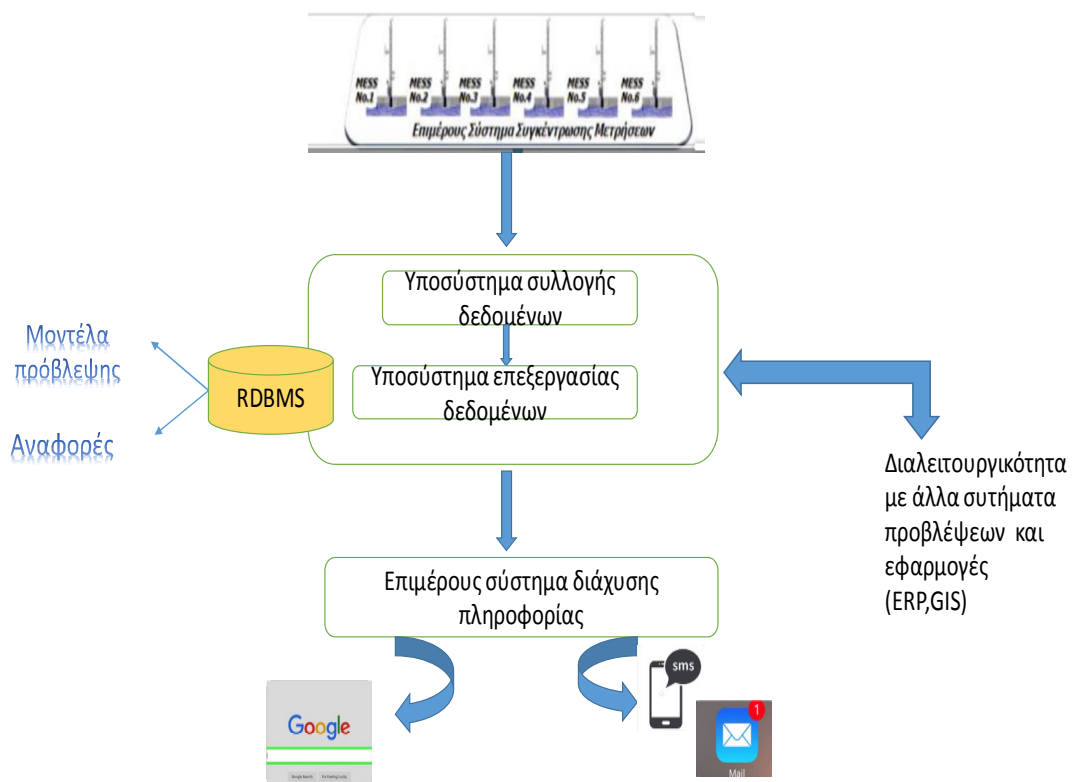 MESS
No.1
MESS
No.2
MESS
No.3
MESS
No.4
MESS
No.5
MESS
No.6
Επιμέρους Σύστημα Συγκέντρωσης Μετρήσεων
Υποσύστημα συλλογής
δεδομένων
Μοντέλα
πρόβλεψης
RDBMS
Υποσύστημα επεξεργασίας
δεδομένων
Αναφορές
Διαλειτουργικότητα
με άλλα συτήματα
προβλέψεων και
εφαρμογές
(ERP,GIS)
Επιμέρους σύστημα διάχυσης
πληροφορίας
sms
Google
Google Search
1
Mail